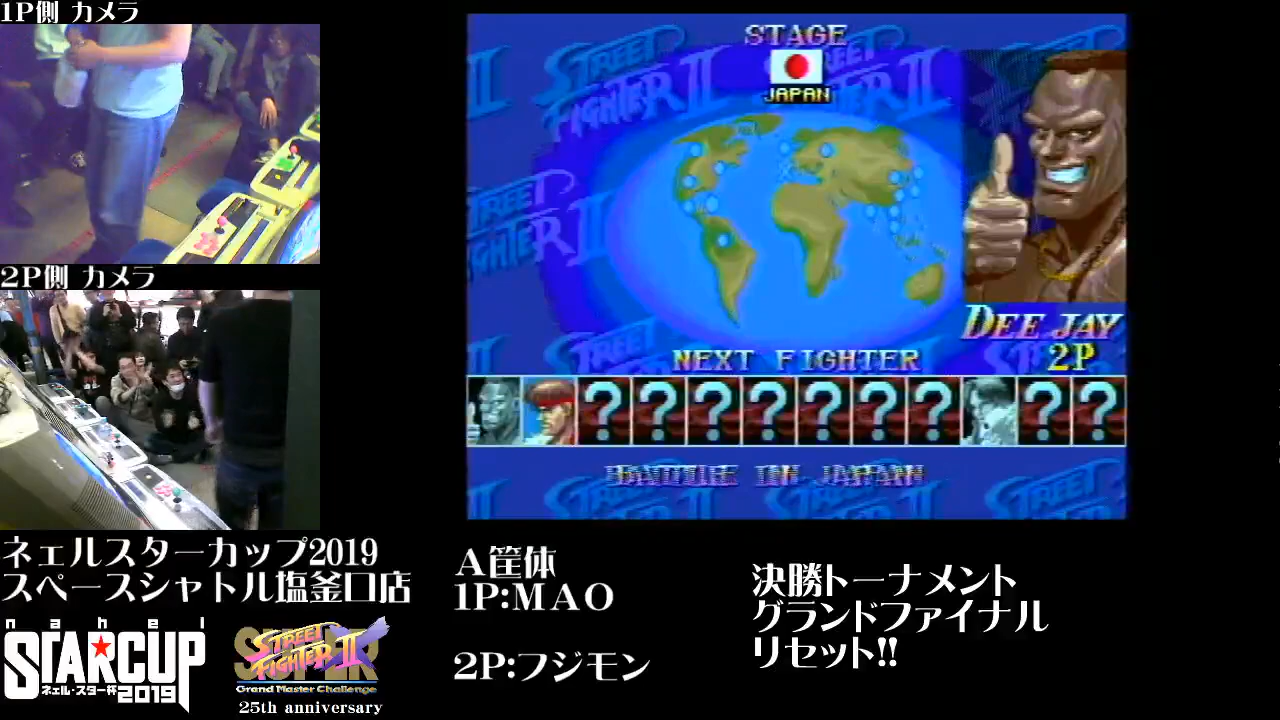 1P側 カメラ
2P側 カメラ
STAGE
JAPAN
STREET FIGHTER II
DEE JAY
2P
NEXT FIGHTER
? ? ? ? ? ? ? ? ?
BATTLE IN JAPAN
ネェルスターカップ2019
スペースシャトル塩釜口店
A筐体
1P:MAO
2P:フジモン
決勝トーナメント
グランドファイナル
リセット!!
nahel
STARCUP
ネェル・スター杯2019
SUPER
STREET
FIGHTER II X
Grand Master Challenge
25th anniversary